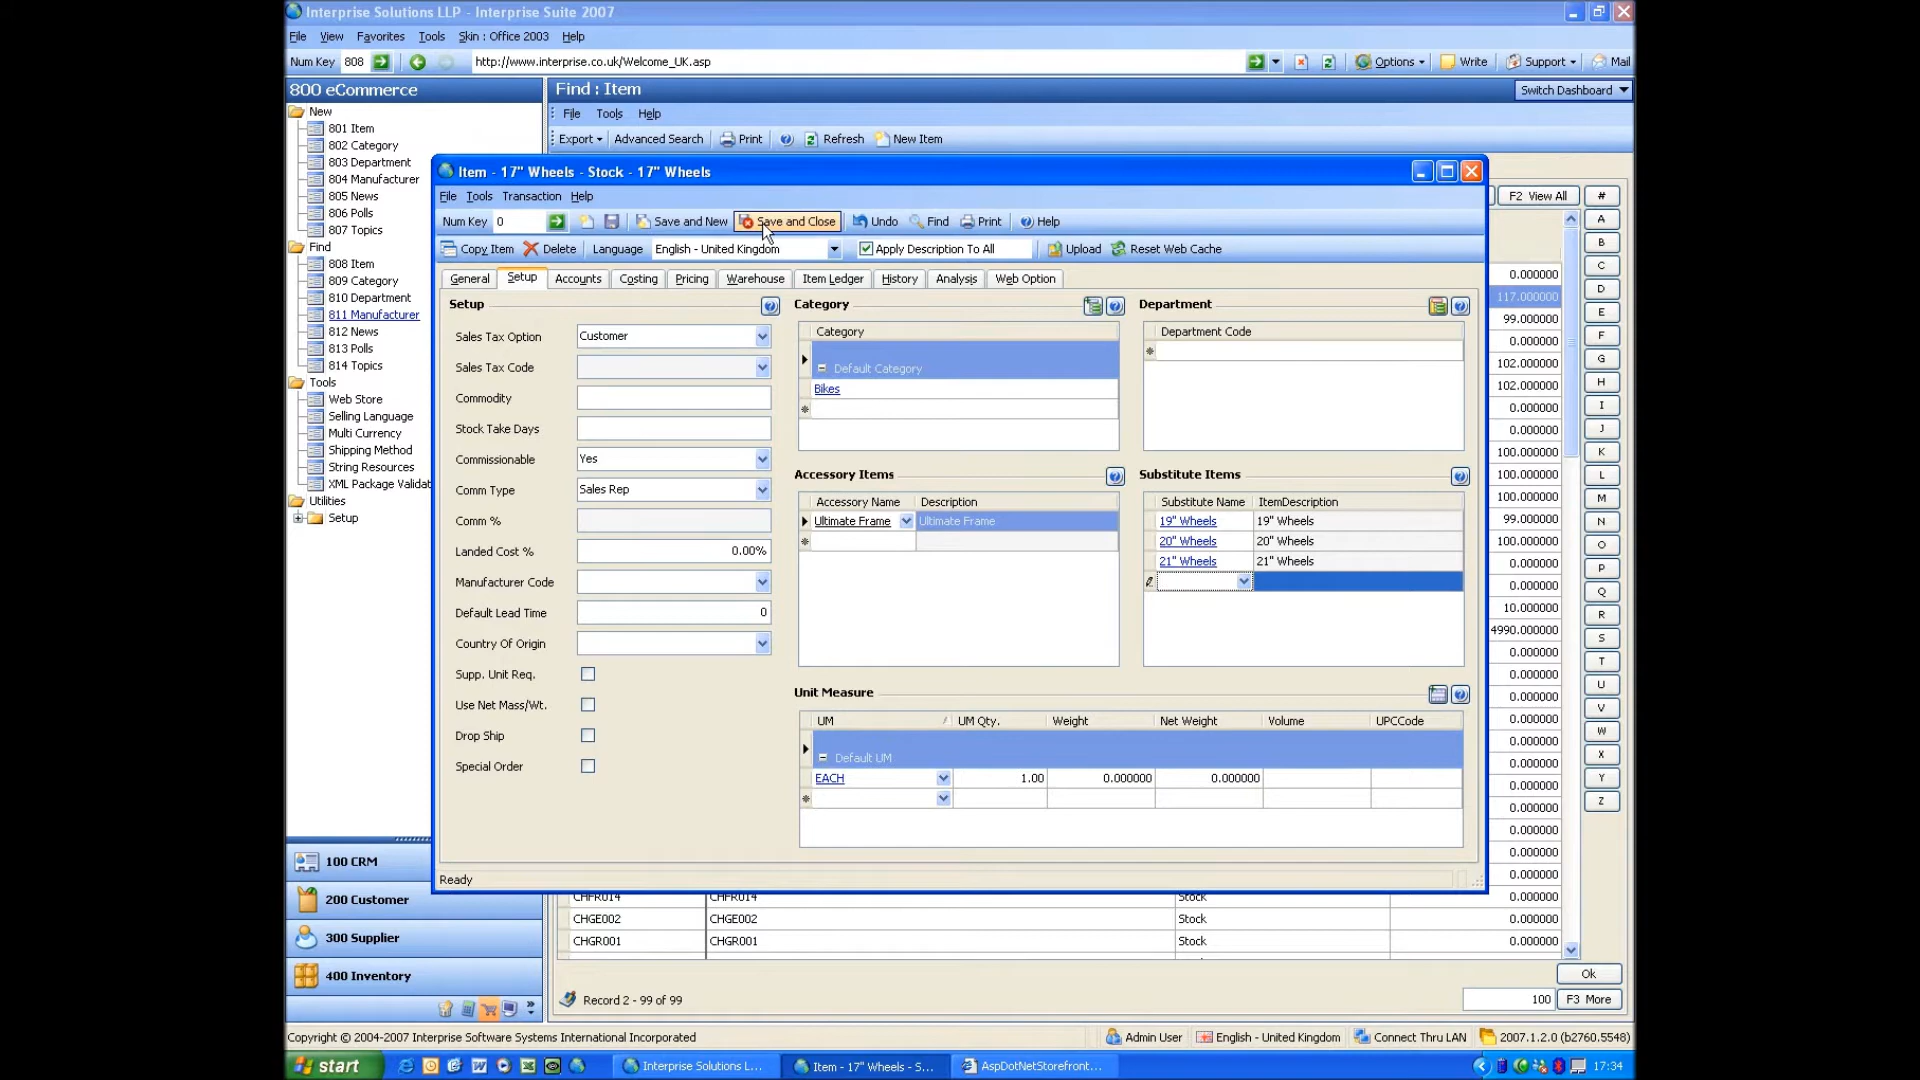 Interprise Solutions LLP - Interprise Suite 2007
File View Favorites Tools Skin : Office 2003 Help
Num Key 808 http://www.interprise.co.uk/Welcome_UK.asp Options Write Support Mail
800 eCommerce
Find : Item
Switch Dashboard
New
801 Item
802 Category
803 Department
804 Manufacturer
805 News
806 Polls
807 Topics
Find
808 Item
809 Category
810 Department
811 Manufacturer
812 News
813 Polls
814 Topics
Tools
Web Store
Selling Language
Multi Currency
Shipping Method
String Resources
XML Package Validat
Utilities
Setup
100 CRM
200 Customer
300 Supplier
400 Inventory
File Tools Help
Export Advanced Search Print Refresh New Item
Item - 17" Wheels - Stock - 17" Wheels
File Tools Transaction Help
Num Key 0 Save and New Save and Close Undo Find Print Help
Copy Item Delete Language English - United Kingdom Apply Description To All Upload Reset Web Cache
General Setup Accounts Costing Pricing Warehouse Item Ledger History Analysis Web Option
Setup
Sales Tax Option Customer
Sales Tax Code
Commodity
Stock Take Days
Commissionable Yes
Comm Type Sales Rep
Comm %
Landed Cost % 0.00%
Manufacturer Code
Default Lead Time 0
Country Of Origin
Supp. Unit Req.
Use Net Mass/Wt.
Drop Ship
Special Order
Category
Category
Default Category
Bikes
Department
Department Code
Accessory Items
Accessory Name Description
Ultimate Frame Ultimate Frame
Substitute Items
Substitute Name ItemDescription
19" Wheels 19" Wheels
20" Wheels 20" Wheels
21" Wheels 21" Wheels
Unit Measure
UM UM Qty. Weight Net Weight Volume UPCCode
Default UM
EACH 1.00 0.000000 0.000000
Ready
F2 View All #
A
B
C
D
E
F
G
H
I
J
K
L
M
N
O
P
Q
R
S
T
U
V
W
X
Y
Z
0.000000
117.000000
99.000000
0.000000
102.000000
102.000000
0.000000
0.000000
100.000000
100.000000
100.000000
99.000000
100.000000
0.000000
0.000000
10.000000
4990.000000
0.000000
0.000000
0.000000
0.000000
0.000000
0.000000
0.000000
0.000000
0.000000
0.000000
0.000000
CHFR014 CHFR014 Stock 0.000000
CHGE002 CHGE002 Stock 0.000000
CHGR001 CHGR001 Stock 0.000000
Ok
Record 2 - 99 of 99 100 F3 More
Copyright © 2004-2007 Interprise Software Systems International Incorporated Admin User English - United Kingdom Connect Thru LAN 2007.1.2.0 (b2760.5548)
start Interprise Solutions L... Item - 17" Wheels - S... AspDotNetStorefront... 17:34